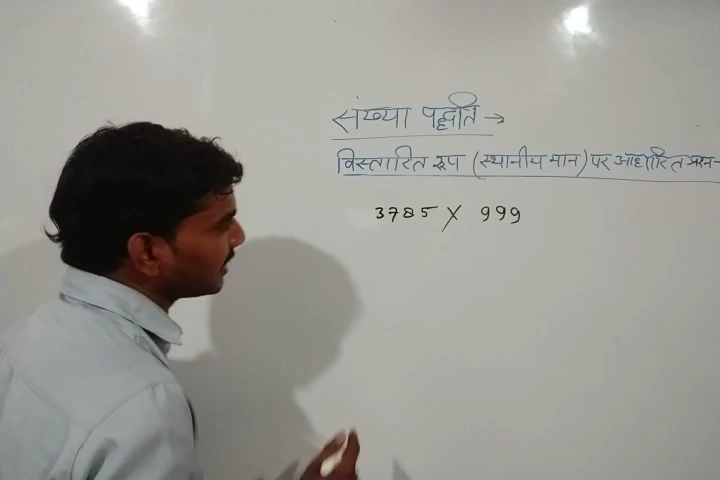 संख्या पद्धति →
विस्तारित रूप (स्थानीय मान) पर आधारित प्रश्न-
3785 X 999